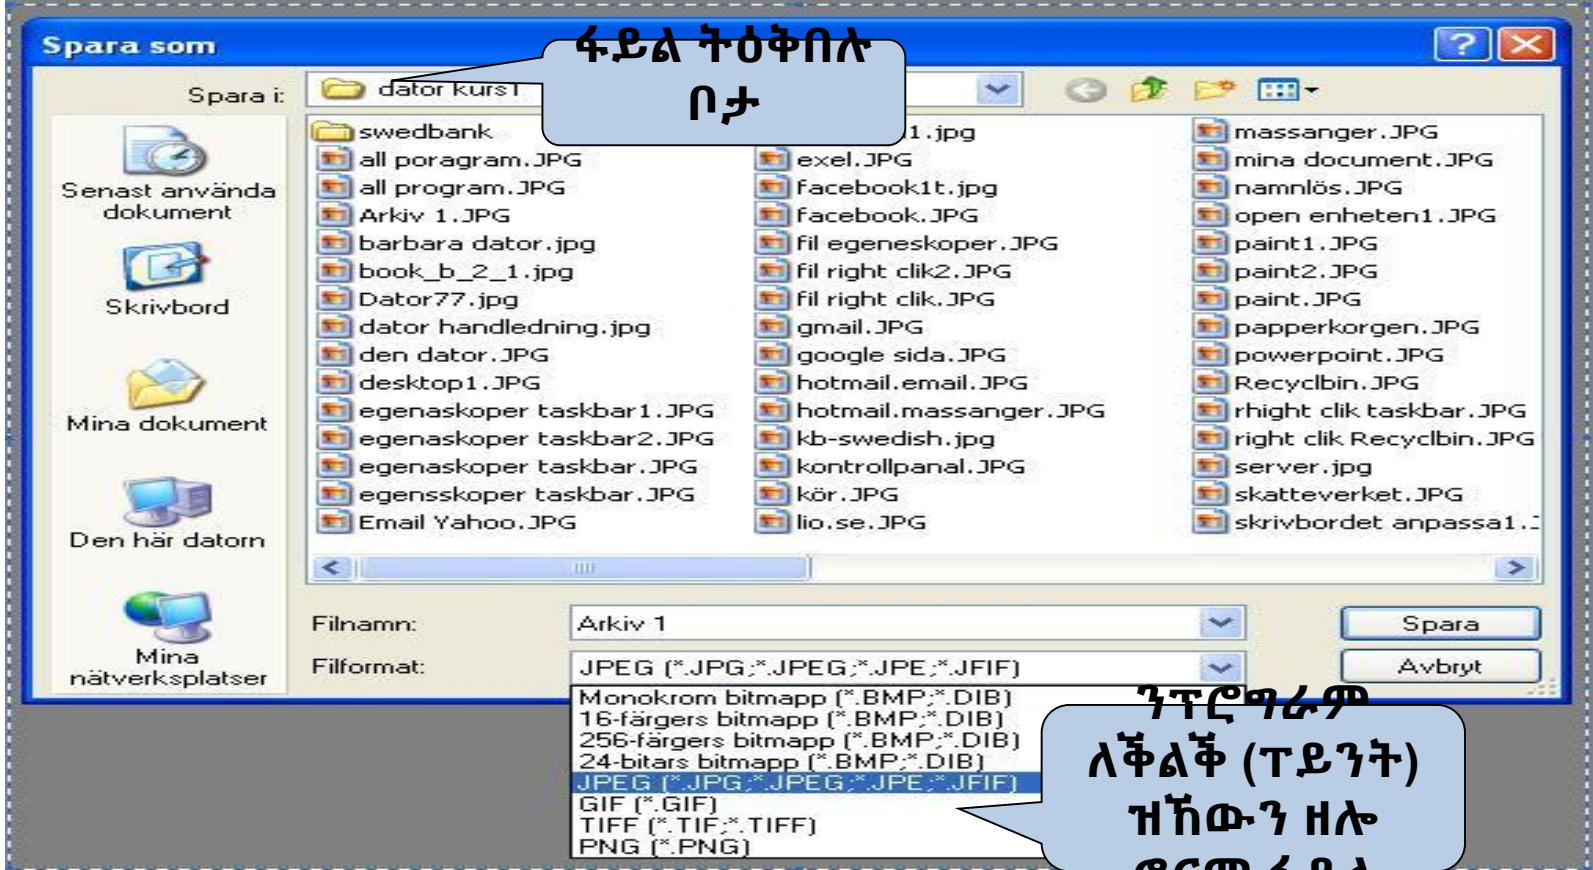 Spara som
ፋይል ትዕቅበሉ
ቦታ
Spara i:
dator kurs1
Senast använda
dokument
Skrivbord
Mina dokument
Den här datorn
Mina
nätverksplatser
swedbank
all poragram.JPG
all program.JPG
Arkiv 1.JPG
barbara dator.jpg
book_b_2_1.jpg
Dator77.jpg
dator handledning.jpg
den dator.JPG
desktop1.JPG
egenaskoper taskbar1.JPG
egenaskoper taskbar2.JPG
egenaskoper taskbar.JPG
egensskoper taskbar.JPG
Email Yahoo.JPG
1.jpg
exel.JPG
facebook1t.jpg
facebook.JPG
fil egeneskoper.JPG
fil right clik2.JPG
fil right clik.JPG
gmail.JPG
google sida.JPG
hotmail.email.JPG
hotmail.massanger.JPG
kb-swedish.jpg
kontrollpanal.JPG
kör.JPG
lio.se.JPG
massanger.JPG
mina document.JPG
namnlös.JPG
open enheten1.JPG
paint1.JPG
paint2.JPG
paint.JPG
papperkorgen.JPG
powerpoint.JPG
Recyclbin.JPG
rhight clik taskbar.JPG
right clik Recyclbin.JPG
server.jpg
skatteverket.JPG
skrivbordet anpassa1.
Filnamn:
Arkiv 1
Spara
Filformat:
JPEG (*.JPG;*.JPEG;*.JPE;*.JFIF)
Avbryt
Monokrom bitmapp (*.BMP;*.DIB)
16-färgers bitmapp (*.BMP;*.DIB)
256-färgers bitmapp (*.BMP;*.DIB)
24-bitars bitmapp (*.BMP;*.DIB)
JPEG (*.JPG;*.JPEG;*.JPE;*.JFIF)
GIF (*.GIF)
TIFF (*.TIF;*.TIFF)
PNG (*.PNG)
ንፕሮግራም
ለቕልቕ (ፐይንት)
ዝኸውን ዘሎ